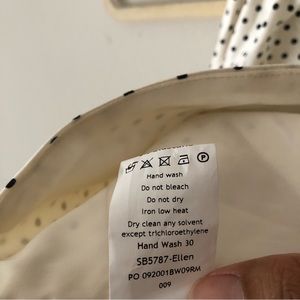 P
Hand wash
Do not bleach
Do not dry
Iron low heat
Dry clean any solvent
except trichloroethylene
Hand Wash 30
SB5787-Ellen
PO 092001BW09RM
009